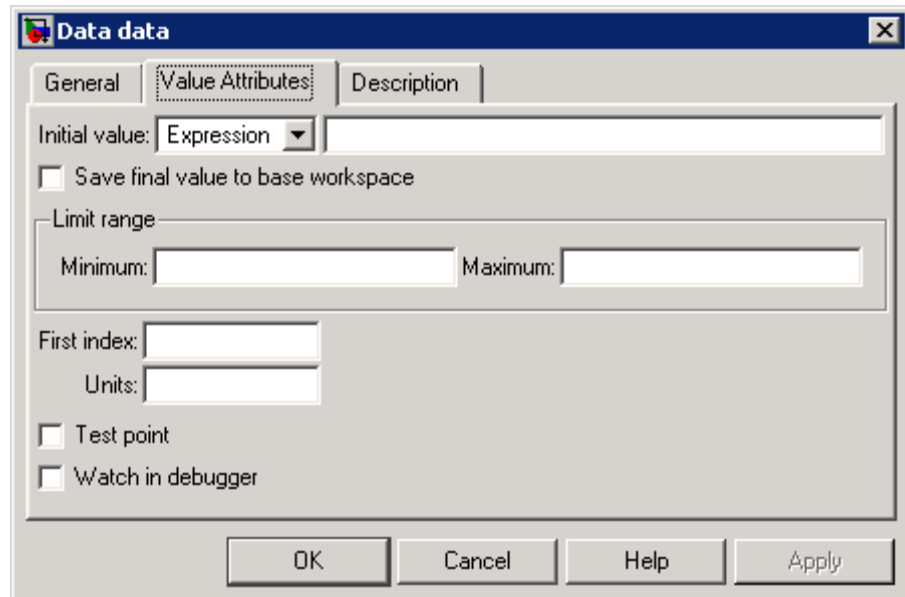 Data data
General Value Attributes Description
Initial value: Expression
Save final value to base workspace
Limit range
Minimum: Maximum:
First index:
Units:
Test point
Watch in debugger
OK Cancel Help Apply